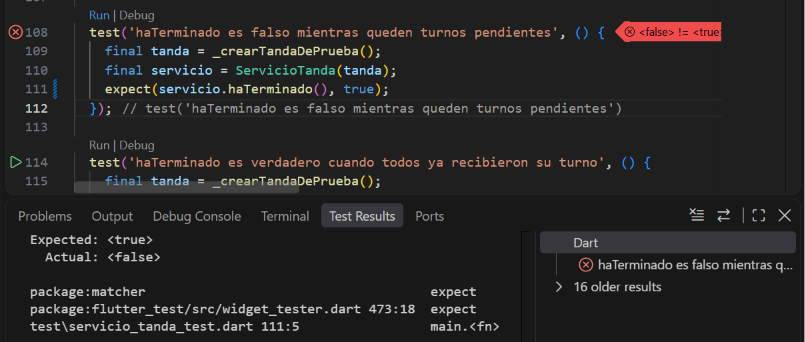 Run | Debug
108 test('haTerminado es falso mientras queden turnos pendientes', () { <false> != <true>
109 final tanda = _crearTandaDePrueba();
110 final servicio = ServicioTanda(tanda);
111 expect(servicio.haTerminado(), true);
112 }); // test('haTerminado es falso mientras queden turnos pendientes')
113
Run | Debug
114 test('haTerminado es verdadero cuando todos ya recibieron su turno', () {
115 final tanda = _crearTandaDePrueba();
Problems Output Debug Console Terminal Test Results Ports
Expected: <true>
Actual: <false>
package:matcher expect
package:flutter_test/src/widget_tester.dart 473:18 expect
test\servicio_tanda_test.dart 111:5 main.<fn>
Dart
haTerminado es falso mientras q...
16 older results